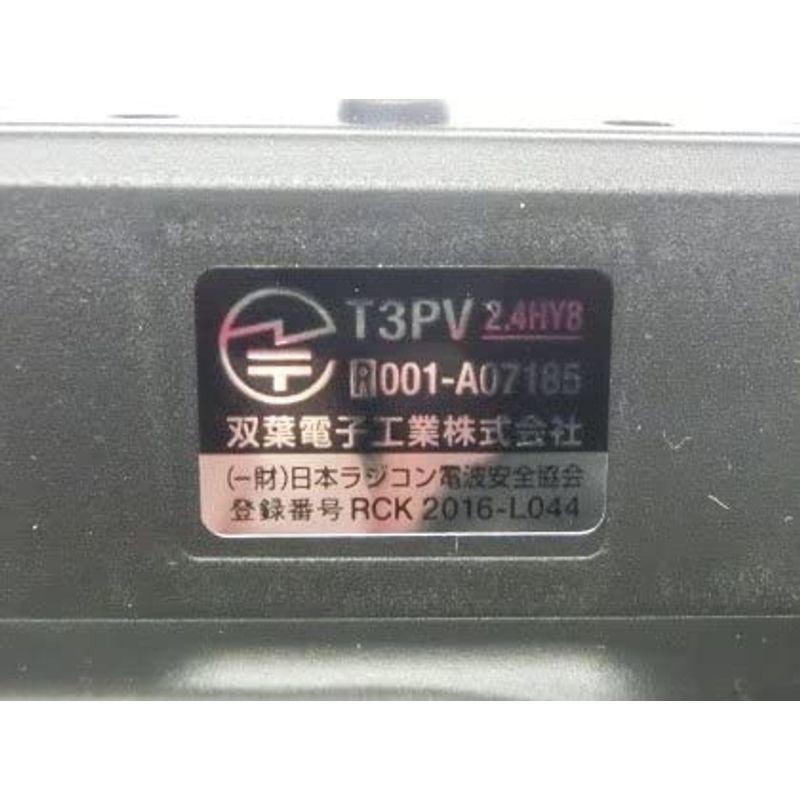 T3PV 2.4HY8
R 001-A07185
双葉電子工業株式会社
(一財)日本ラジコン電波安全協会
登録番号 RCK 2016-L044